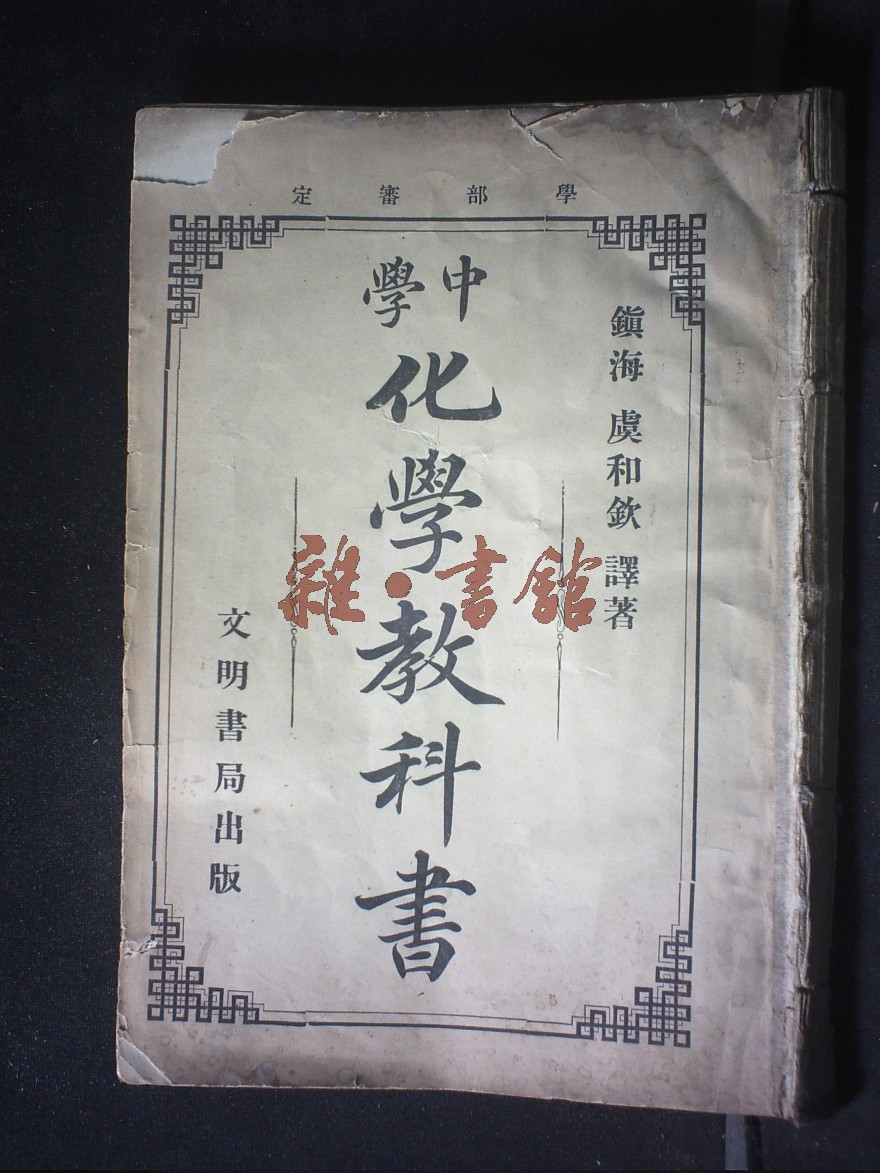 學部審定
鎭海 虞和欽 譯著
中學
化學教科書
文明書局出版
雜·書館